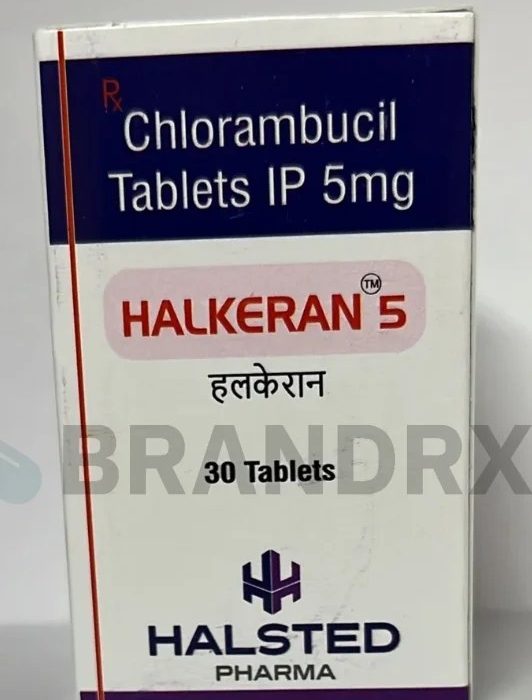 Rx
Chlorambucil
Tablets IP 5mg
HALKERAN™ 5
हलकेरान
BRANDRX
30 Tablets
HALSTED
PHARMA